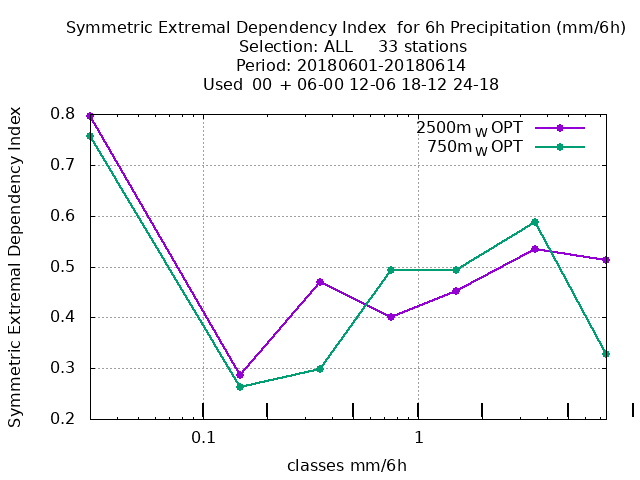 Symmetric Extremal Dependency Index  for 6h Precipitation (mm/6h)
Selection: ALL     33 stations
Period: 20180601-20180614
Used  00  + 06-00 12-06 18-12 24-18
2500m W OPT
750m W OPT
Symmetric Extremal Dependency Index
0.8
0.7
0.6
0.5
0.4
0.3
0.2
0.1 1
classes mm/6h